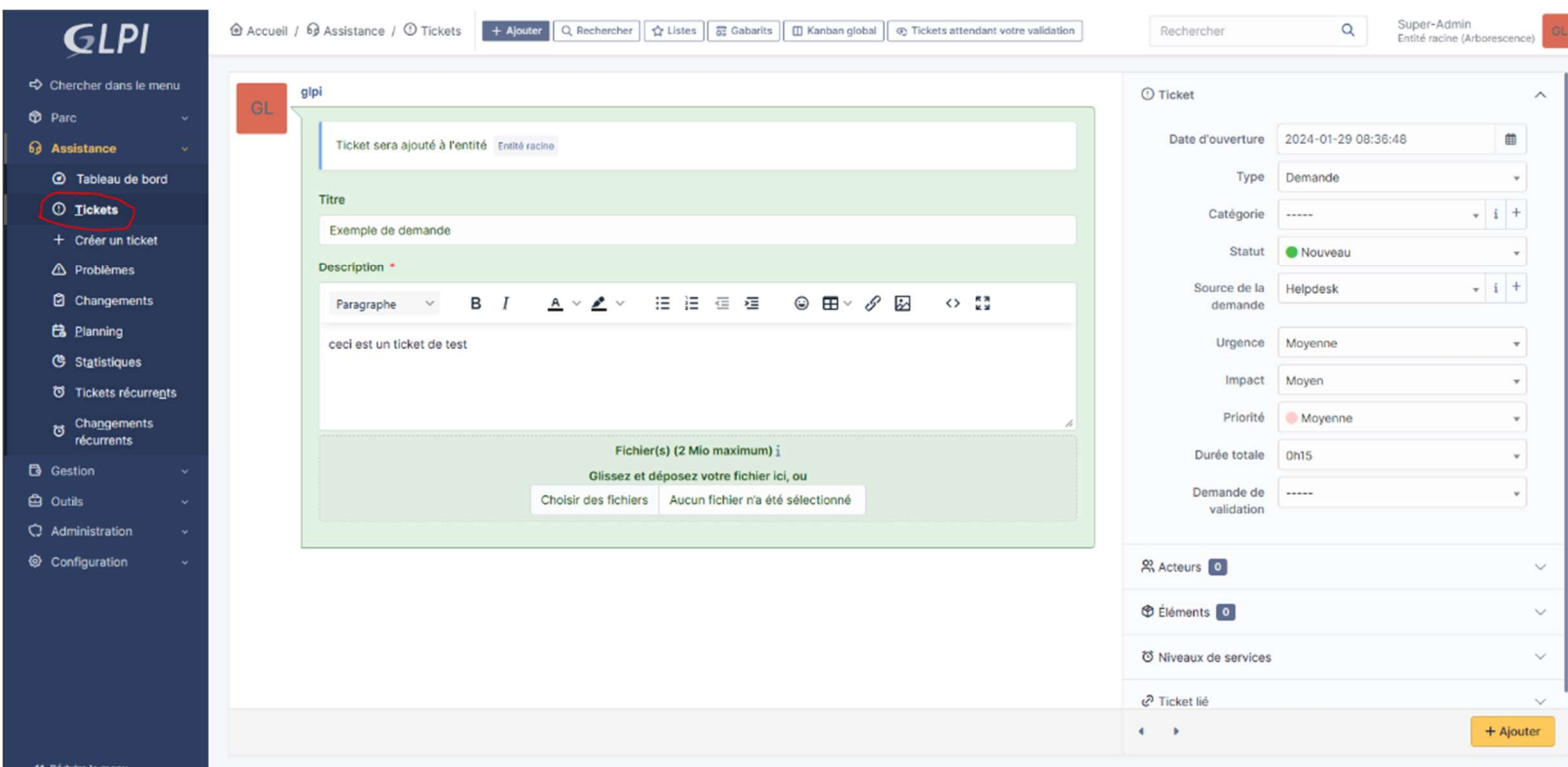 GLPI
Chercher dans le menu
Parc
Assistance
Tableau de bord
Tickets
Créer un ticket
Problèmes
Changements
Planning
Statistiques
Tickets récurrents
Changements
récurrents
Gestion
Outils
Administration
Configuration
Accueil / Assistance / Tickets
+ Ajouter
Rechercher
Listes
Gabarits
Kanban global
Tickets attendant votre validation
Rechercher
Super-Admin
Entité racine (Arborescence)
GL
GL
glpi
Ticket sera ajouté à l'entité Entité racine
Titre
Exemple de demande
Description *
Paragraphe
B I A
ceci est un ticket de test
Fichier(s) (2 Mio maximum) i
Glissez et déposez votre fichier ici, ou
Choisir des fichiers Aucun fichier n'a été sélectionné
Ticket
Date d'ouverture 2024-01-29 08:36:48
Type Demande
Catégorie ----- i +
Statut Nouveau
Source de la
demande Helpdesk i +
Urgence Moyenne
Impact Moyen
Priorité Moyenne
Durée totale 0h15
Demande de
validation -----
Acteurs 0
Éléments 0
Niveaux de services
Ticket lié
+ Ajouter